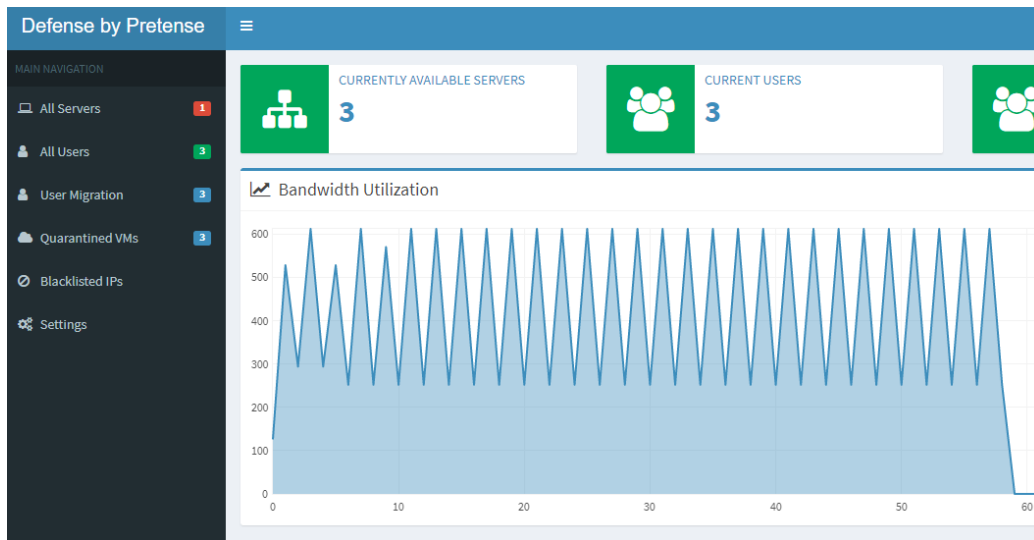 Defense by Pretense
MAIN NAVIGATION
All Servers 1
All Users 3
User Migration 3
Quarantined VMs 3
Blacklisted IPs
Settings
CURRENTLY AVAILABLE SERVERS
3
CURRENT USERS
3
Bandwidth Utilization
600
500
400
300
200
100
0
0 10 20 30 40 50 60